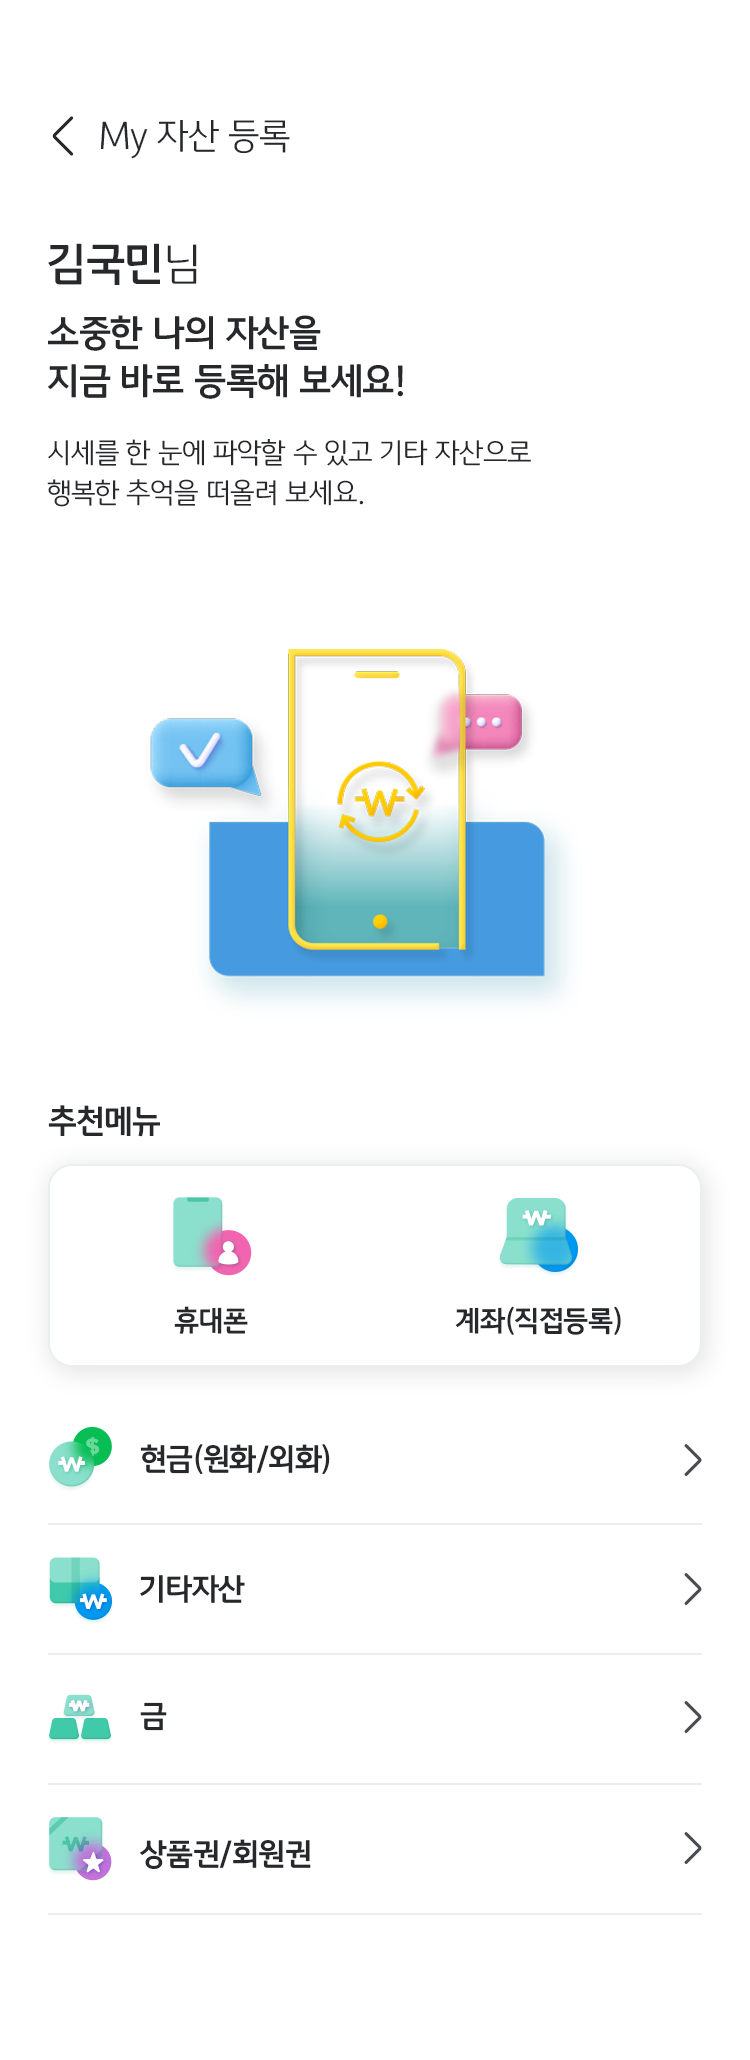 My 자산 등록
김국민님
소중한 나의 자산을
지금 바로 등록해 보세요!
시세를 한 눈에 파악할 수 있고 기타 자산으로
행복한 추억을 떠올려 보세요.
추천메뉴
휴대폰
계좌(직접등록)
현금(원화/외화)
기타자산
금
상품권/회원권